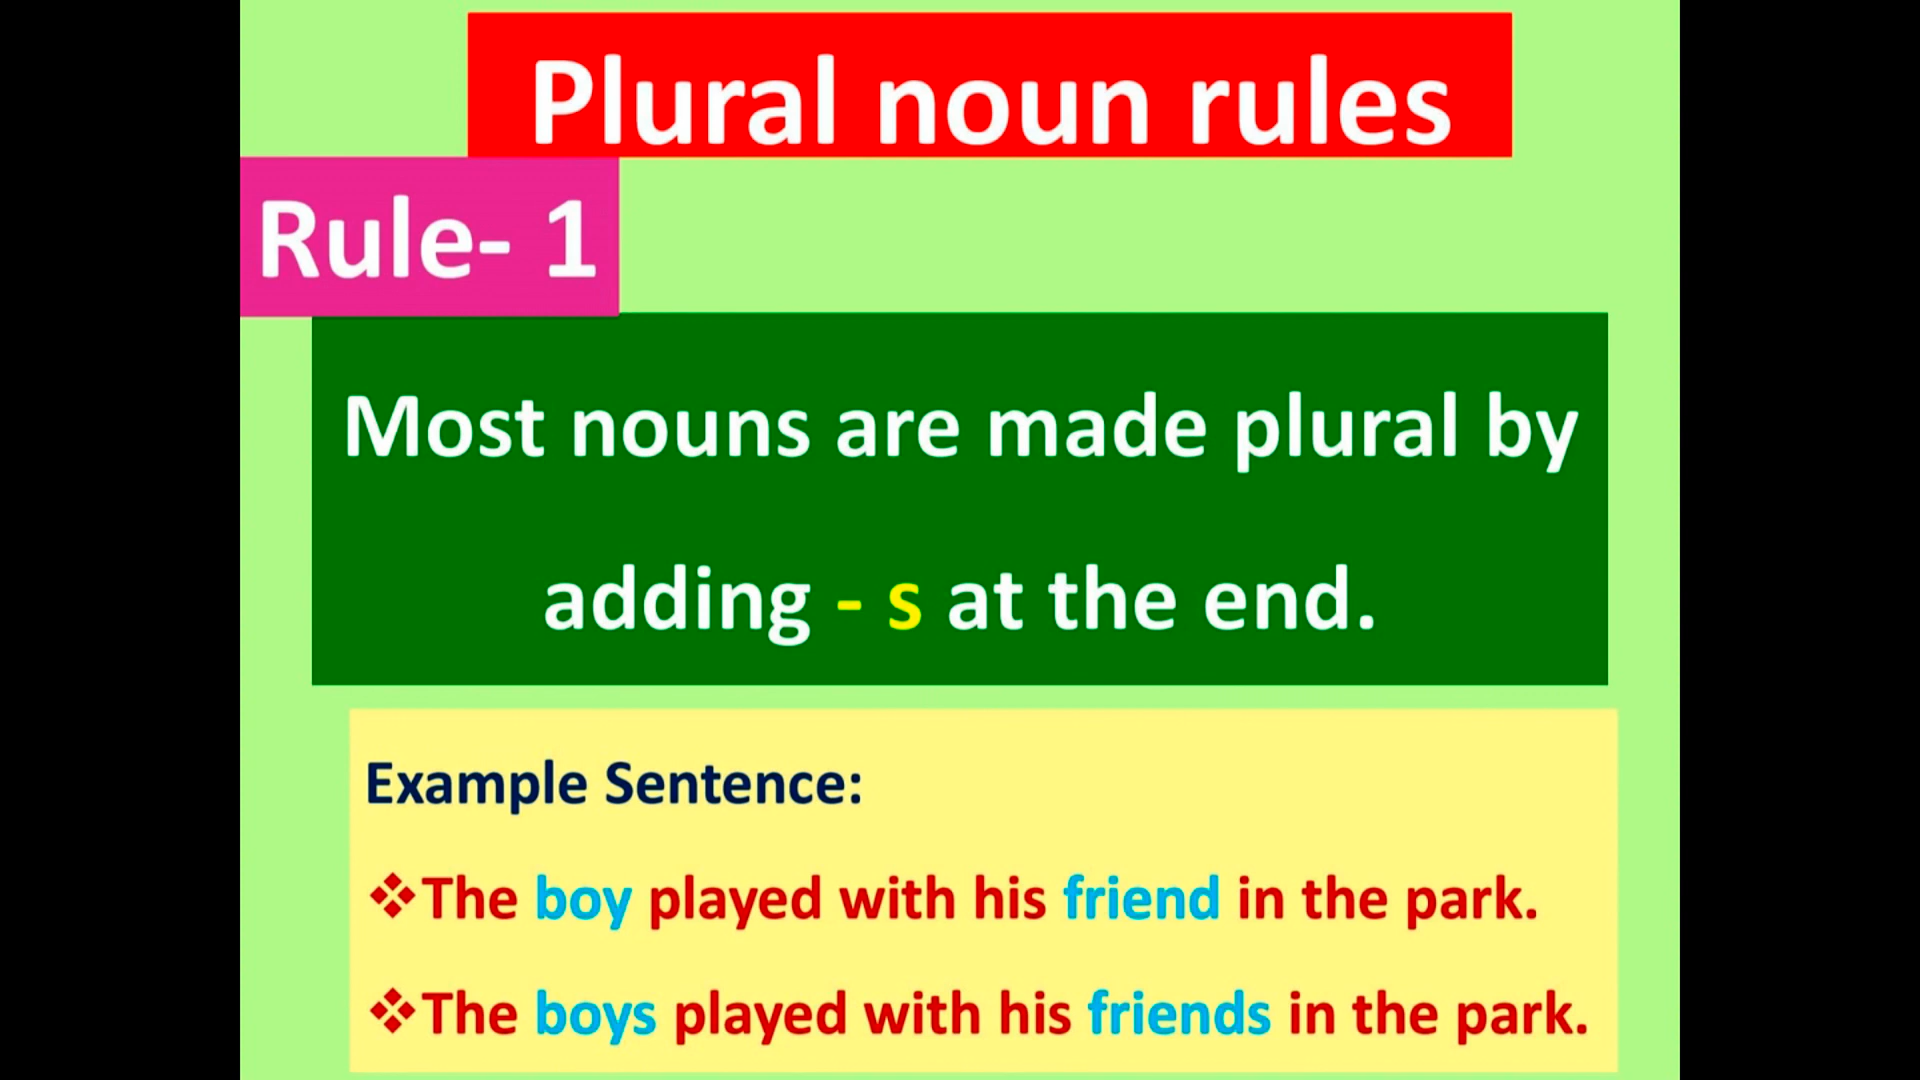 Plural noun rules
Rule- 1
Most nouns are made plural by
adding - s at the end.
Example Sentence:
❖The boy played with his friend in the park.
❖The boys played with his friends in the park.